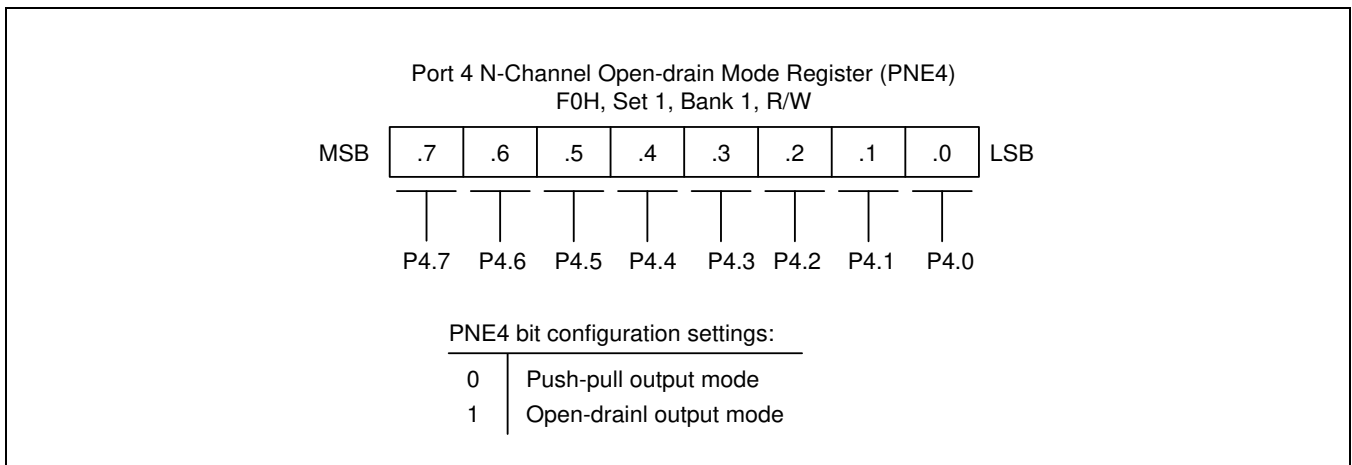 Port 4 N-Channel Open-drain Mode Register (PNE4)
F0H, Set 1, Bank 1, R/W
MSB .7 .6 .5 .4 .3 .2 .1 .0 LSB
P4.7 P4.6 P4.5 P4.4 P4.3 P4.2 P4.1 P4.0
PNE4 bit configuration settings:
0 Push-pull output mode
1 Open-drainl output mode